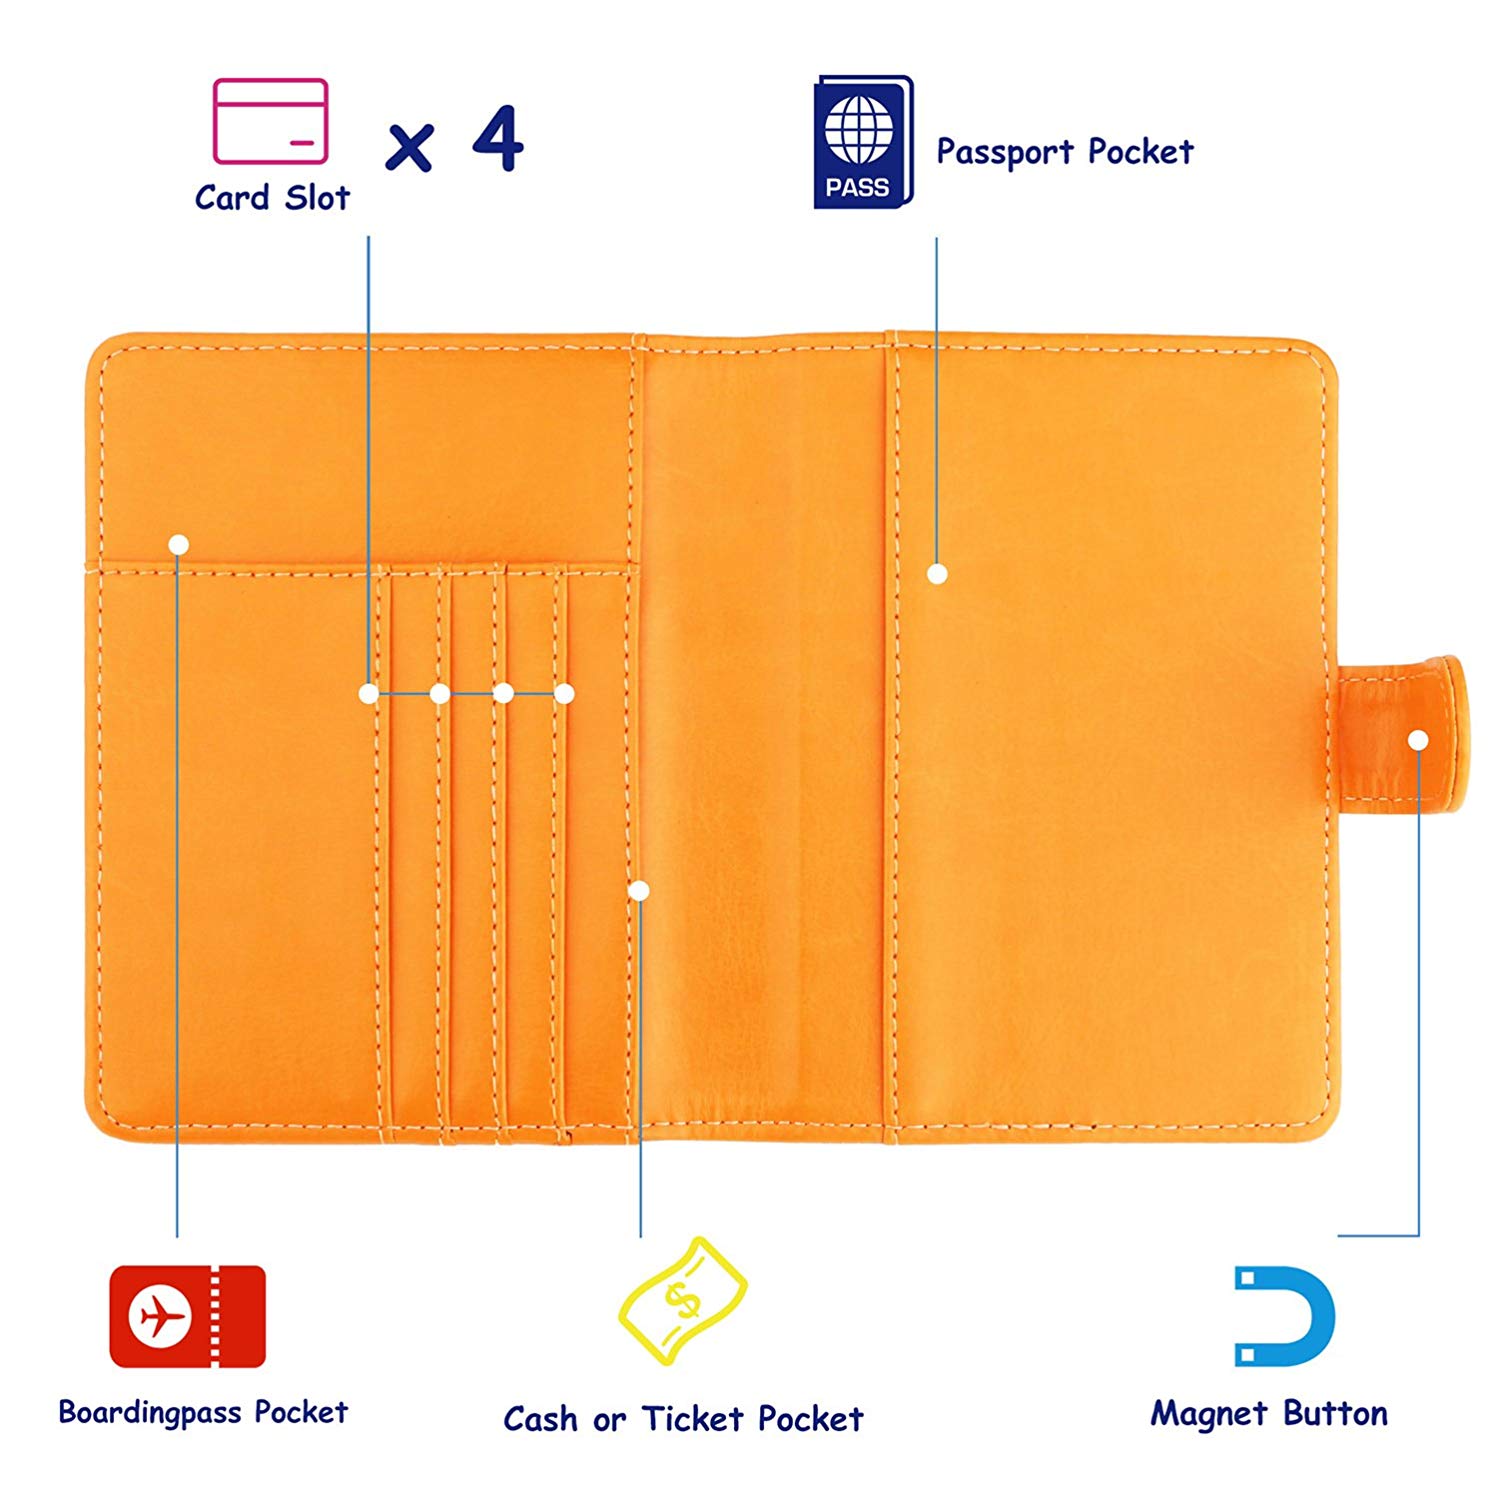 Card Slot
x 4
PASS
Passport Pocket
Boardingpass Pocket
Cash or Ticket Pocket
Magnet Button